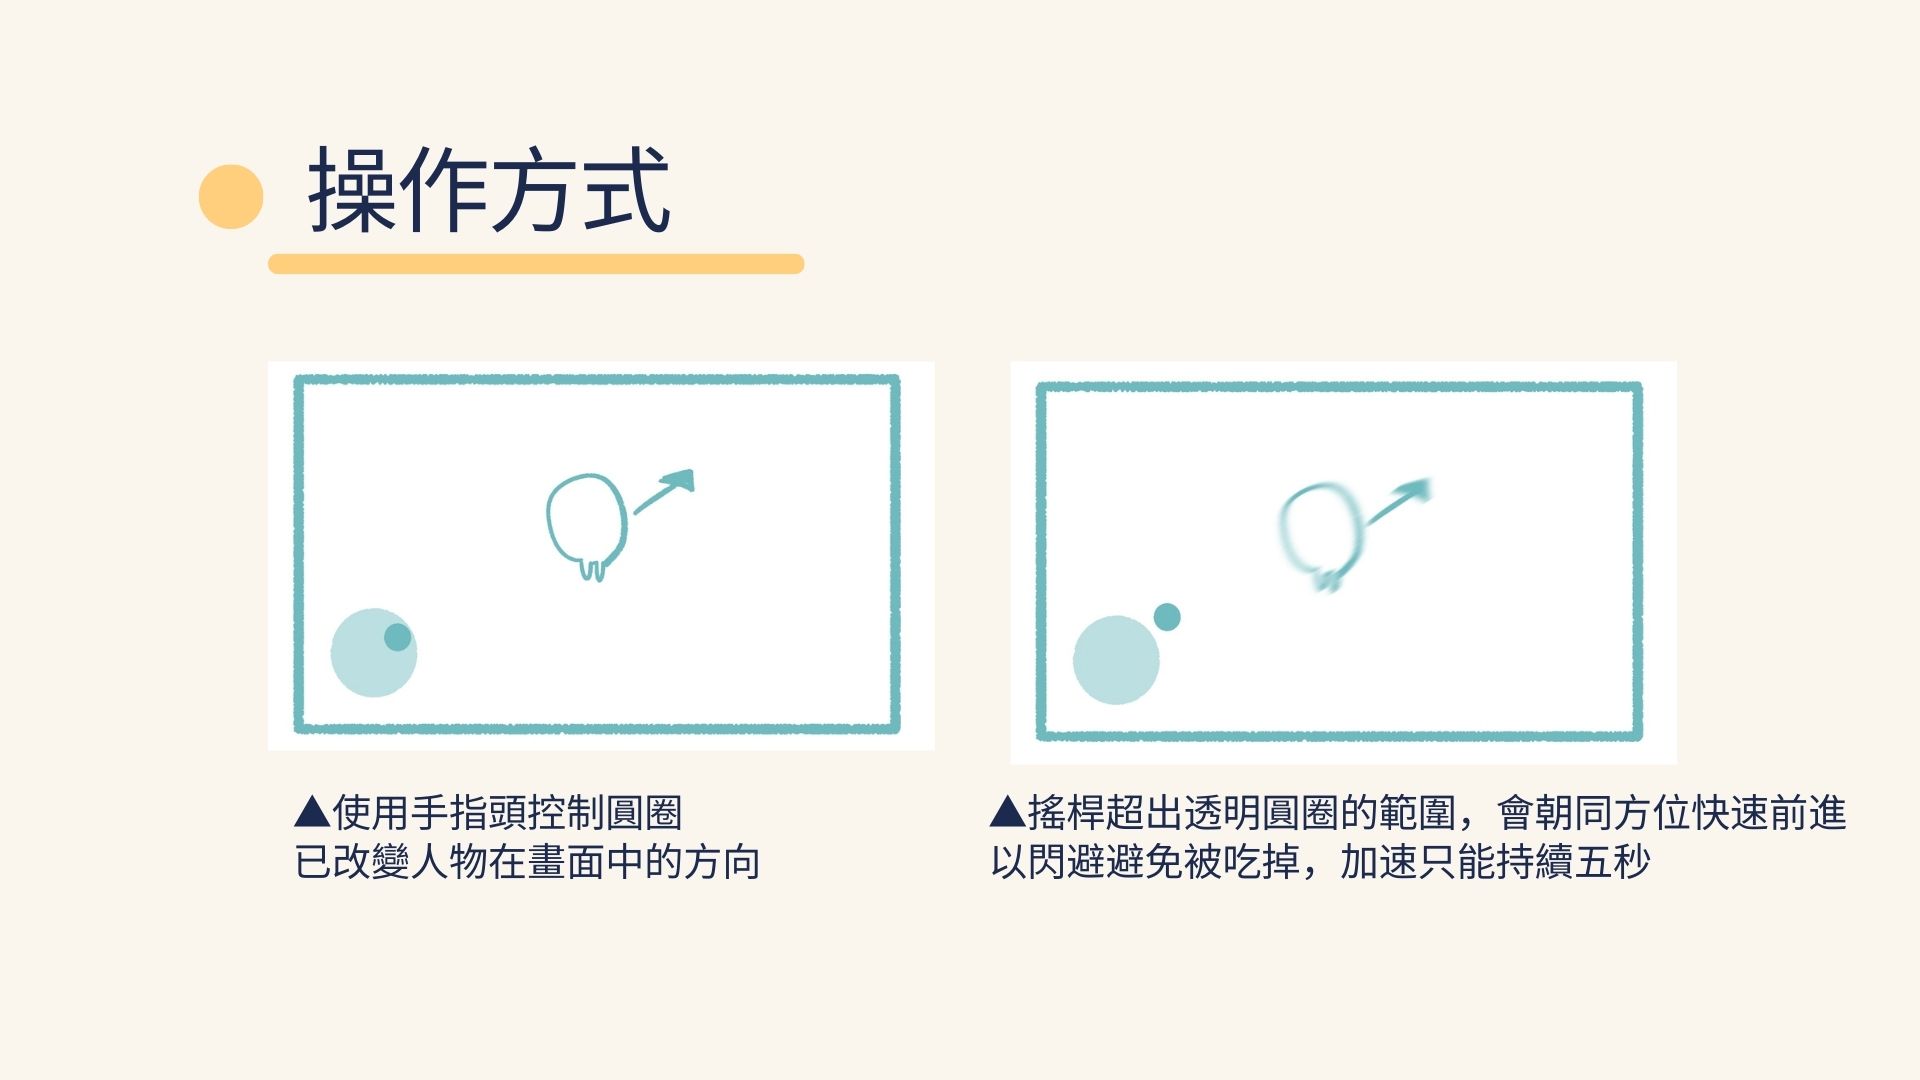 操作方式
▲使用手指頭控制圓圈
已改變人物在畫面中的方向
▲搖桿超出透明圓圈的範圍，會朝同方位快速前進
以閃避避免被吃掉，加速只能持續五秒